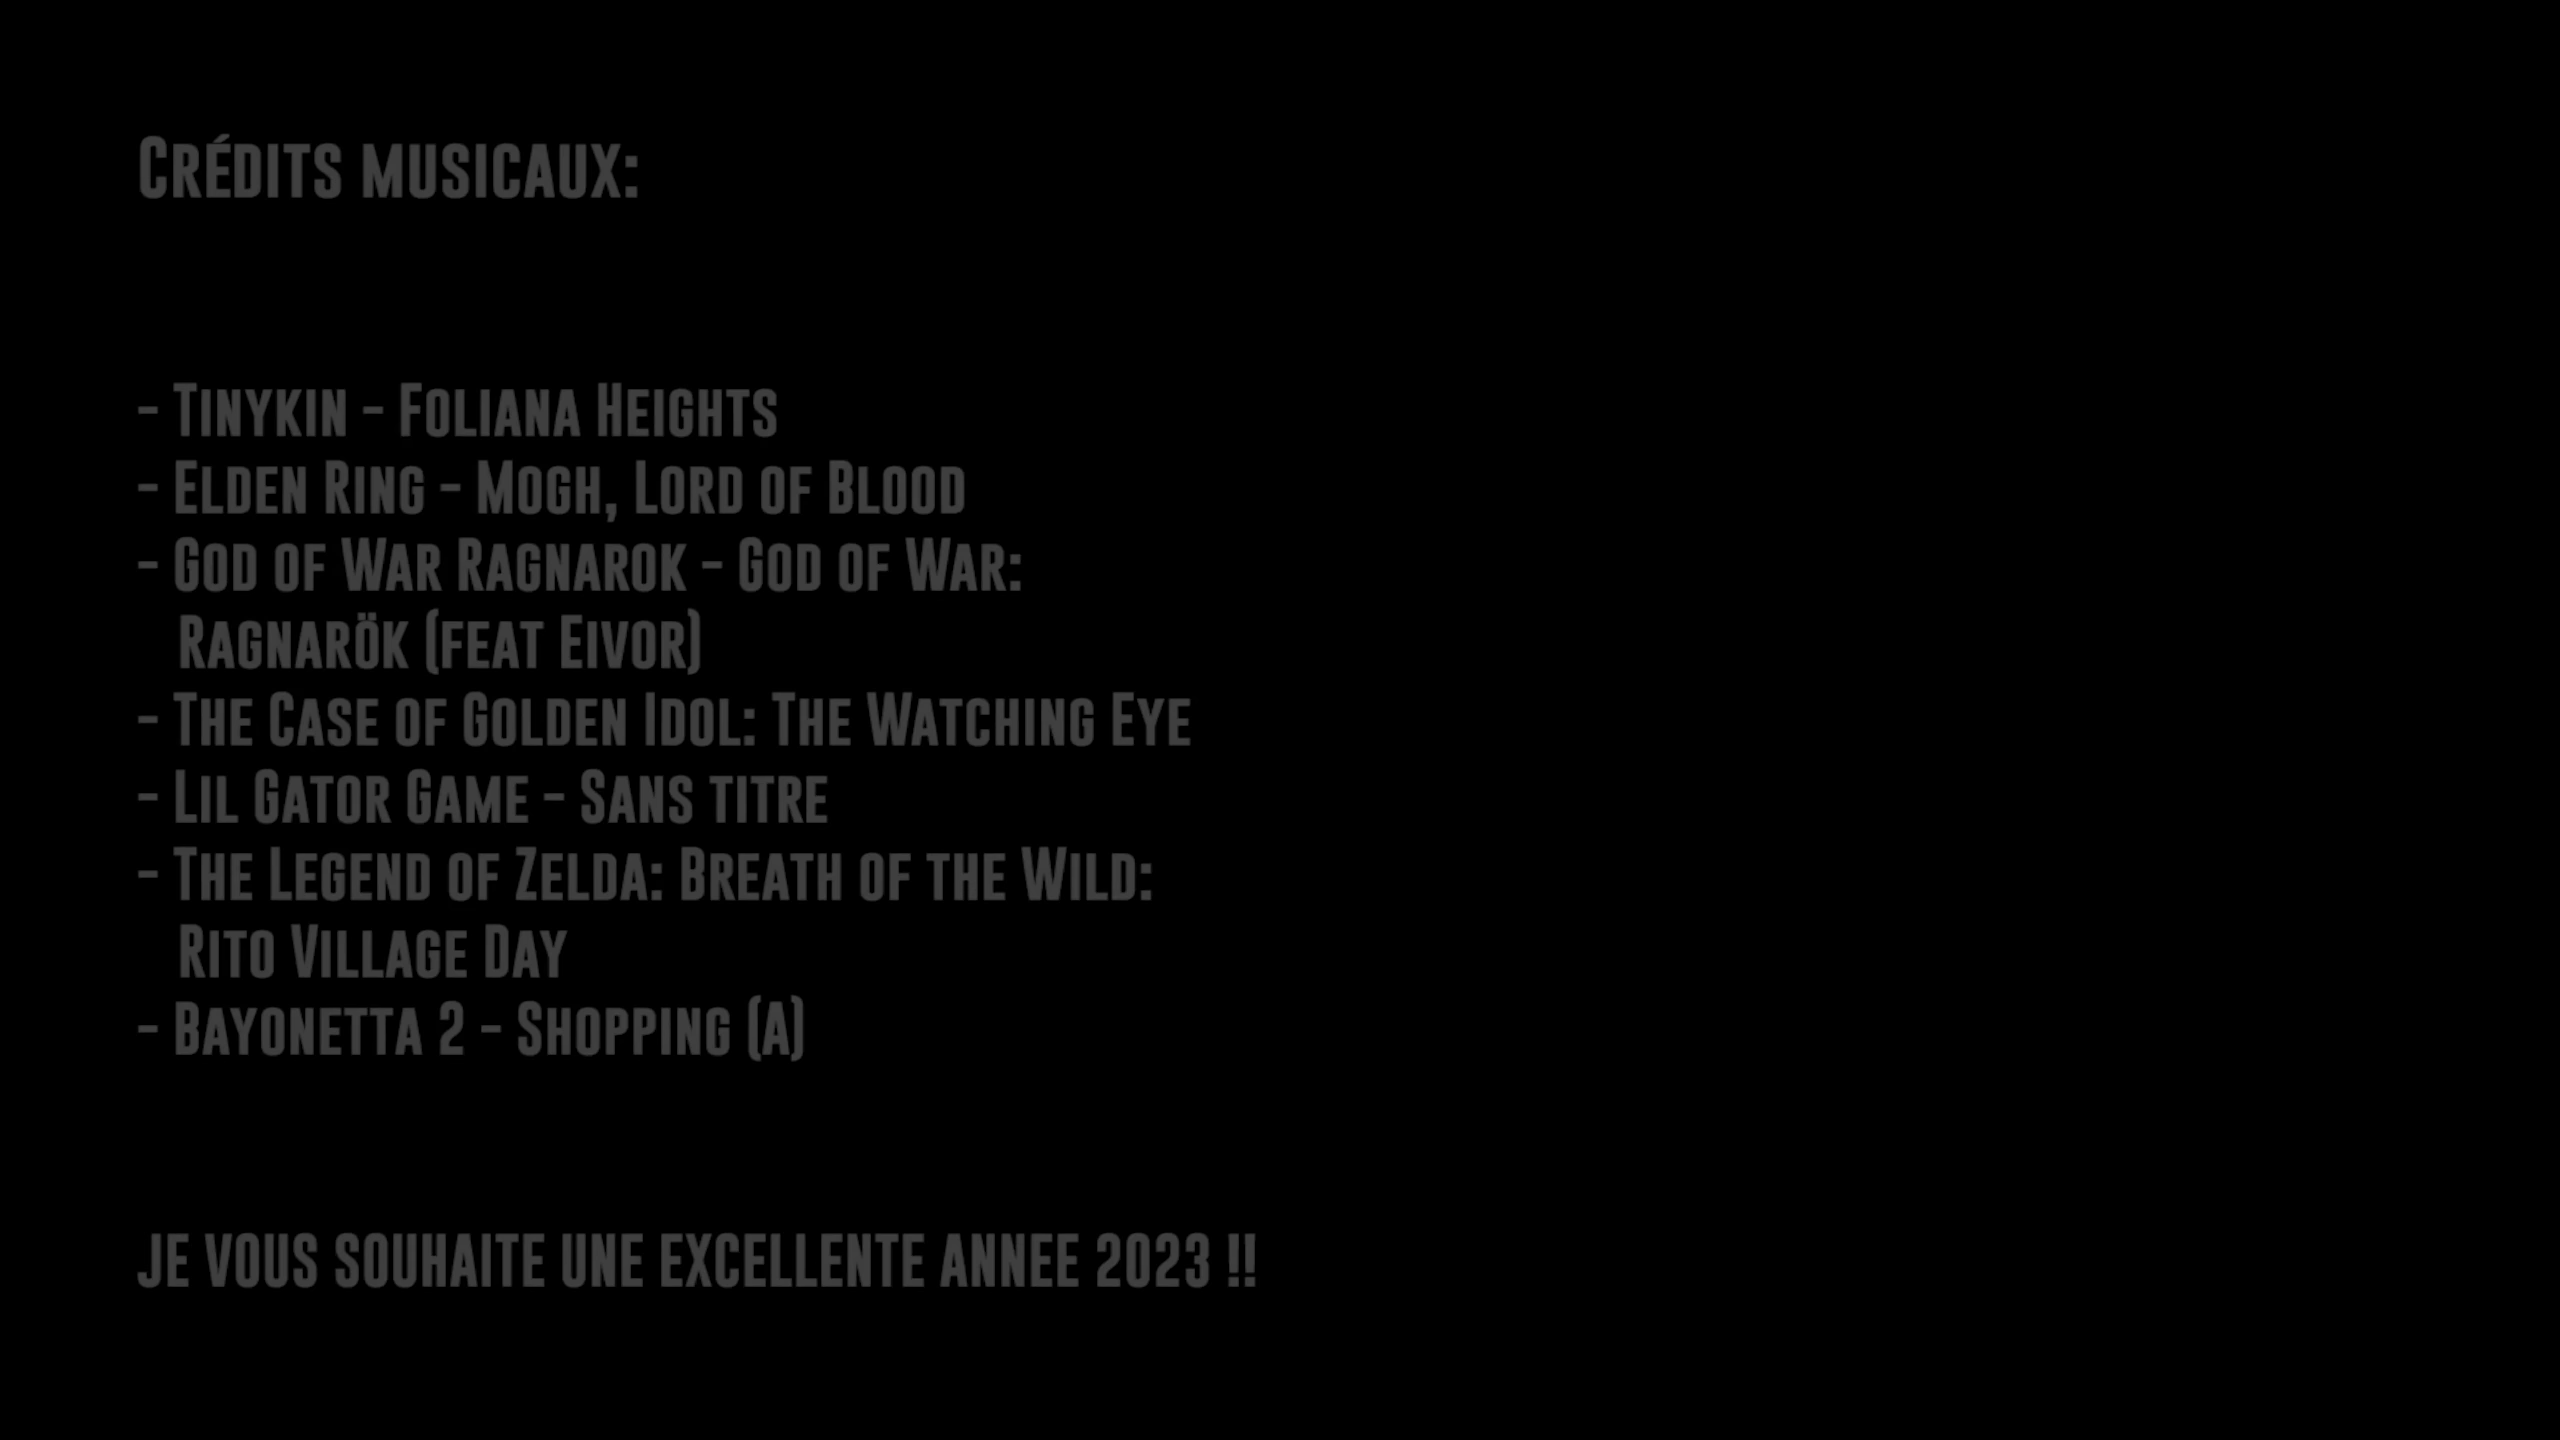 Crédits musicaux:
- Tinykin - Foliana Heights
- Elden Ring - Mogh, Lord of Blood
- God of War Ragnarok - God of War:
Ragnarök (feat Eivor)
- The Case of Golden Idol: The Watching Eye
- Lil Gator Game - Sans titre
- The Legend of Zelda: Breath of the Wild:
Rito Village Day
- Bayonetta 2 - Shopping (A)
JE VOUS SOUHAITE UNE EXCELLENTE ANNEE 2023 !!